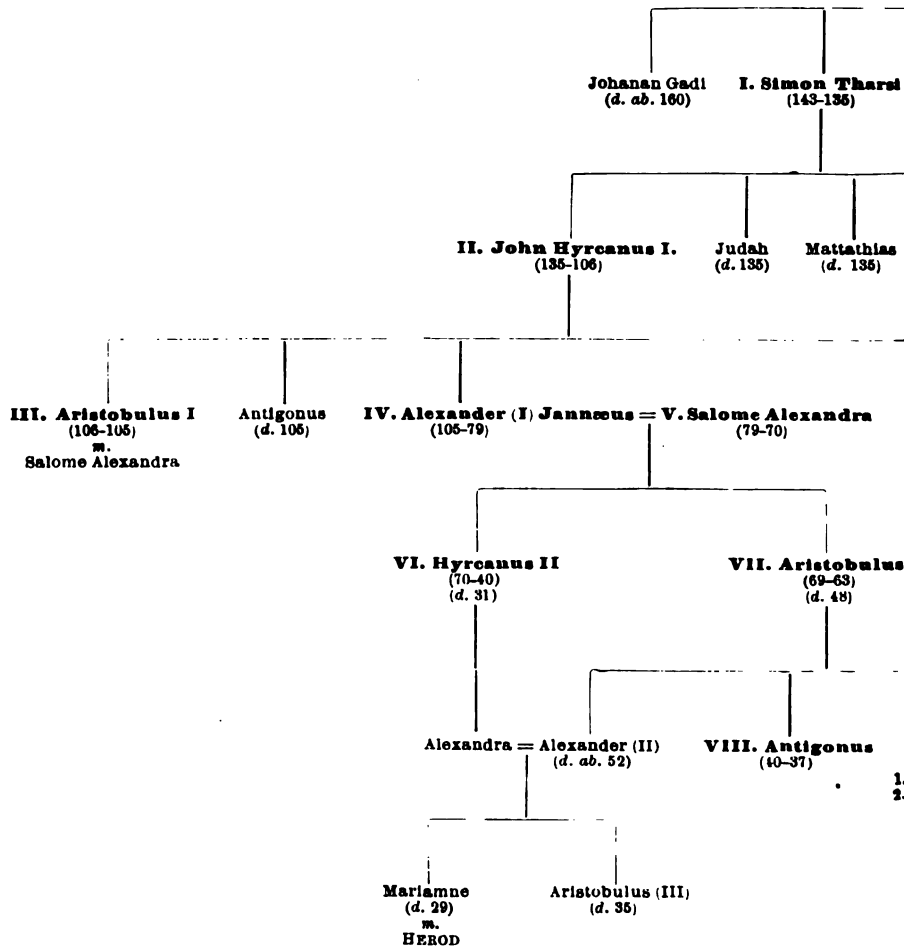 Johanan Gadi I. Simon Tharsi
(d. ab. 160) (143–135)
II. John Hyrcanus I. Judah Mattathias
(135–106) (d. 135) (d. 135)
III. Aristobulus I Antigonus IV. Alexander (I) Jannæus = V. Salome Alexandra
(106–105) (d. 105) (105–79) (79–70)
m.
Salome Alexandra
VI. Hyrcanus II VII. Aristobulus
(70–40) (69–63)
(d. 31) (d. 48)
Alexandra = Alexander (II) VIII. Antigonus
(d. ab. 52) (40–37)
1.
2.
Mariamne Aristobulus (III)
(d. 29) (d. 35)
m.
HEROD